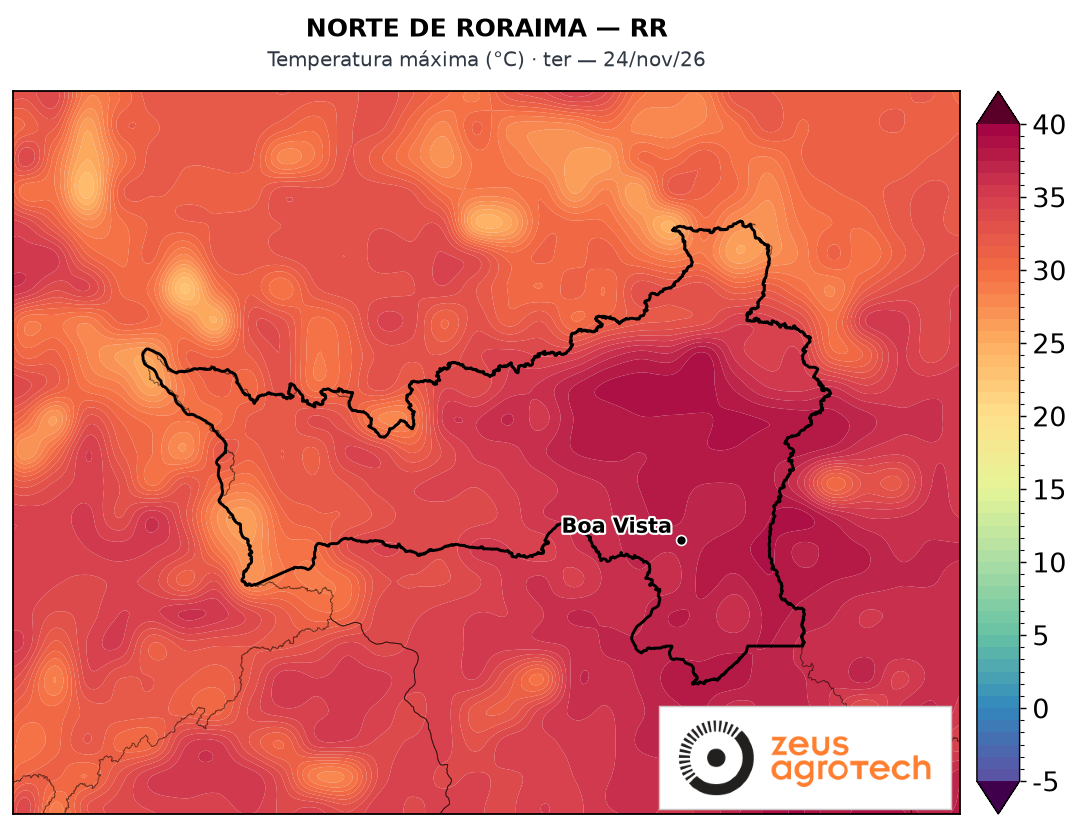 NORTE DE RORAIMA — RR
Temperatura máxima (°C) · ter — 24/nov/26
40
35
30
25
20
15
10
5
0
-5
Boa Vista
zeus
agrotech